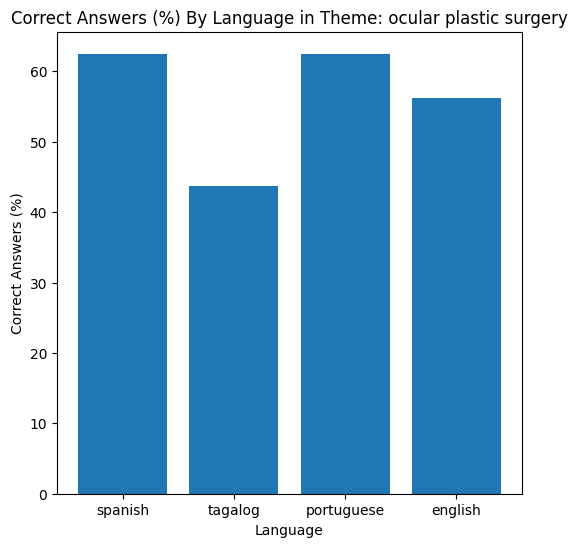 Correct Answers (%) By Language in Theme: ocular plastic surgery
Correct Answers (%)
60
50
40
30
20
10
0
spanish tagalog portuguese english
Language